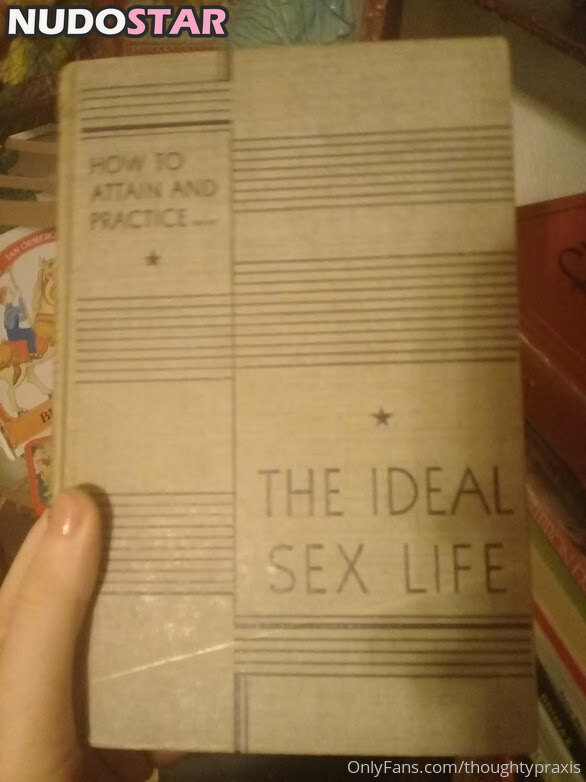 NUDOSTAR
HOW TO
ATTAIN AND
PRACTICE
THE IDEAL
SEX LIFE
OnlyFans.com/thoughtypraxis